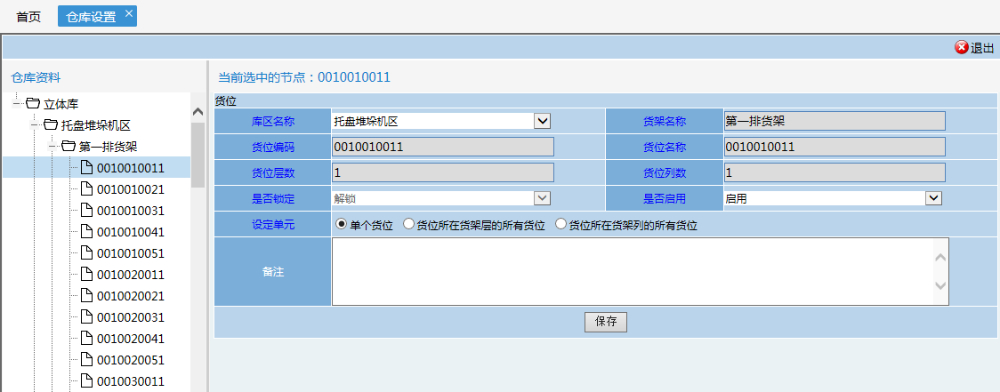 首页 仓库设置
退出
仓库资料
立体库
托盘堆垛机区
第一排货架
0010010011
0010010021
0010010031
0010010041
0010010051
0010020011
0010020021
0010020031
0010020041
0010020051
0010030011
当前选中的节点：0010010011
货位
库区名称 托盘堆垛机区 货架名称 第一排货架
货位编码 0010010011 货位名称 0010010011
货位层数 1 货位列数 1
是否锁定 解锁 是否启用 启用
设定单元 单个货位 货位所在货架层的所有货位 货位所在货架列的所有货位
备注
保存